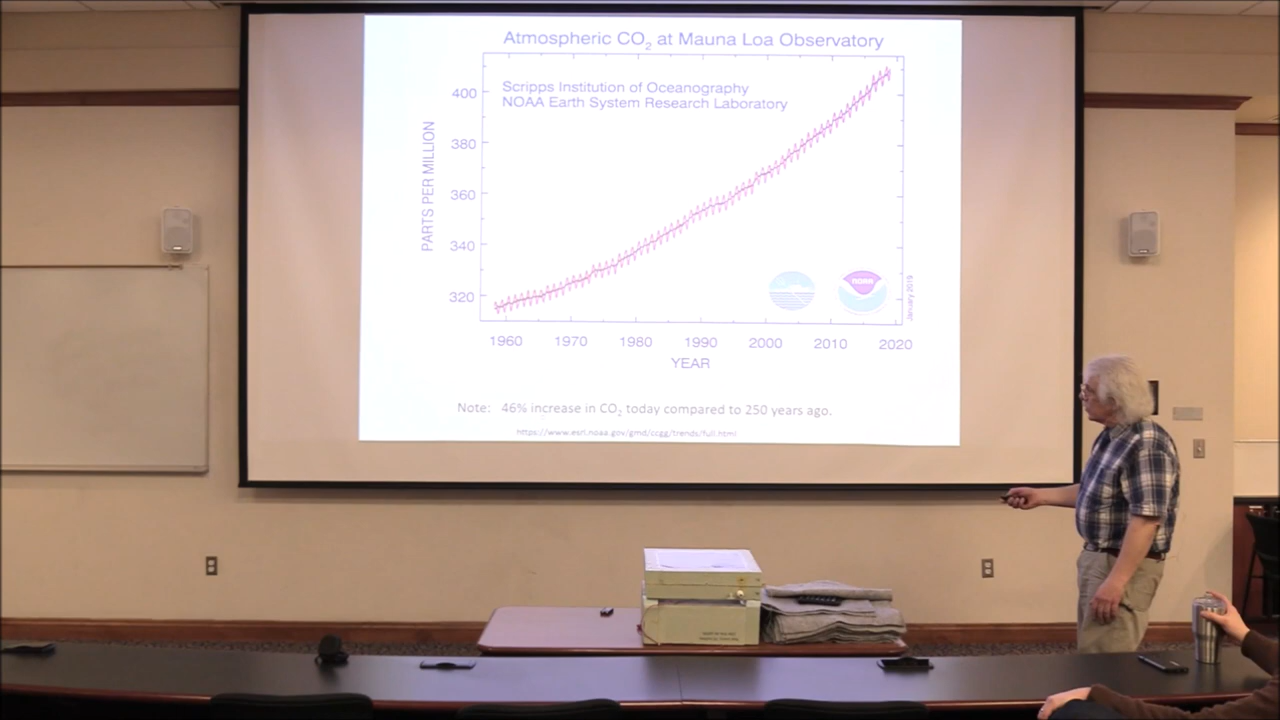 Atmospheric CO₂ at Mauna Loa Observatory
Scripps Institution of Oceanography
NOAA Earth System Research Laboratory
PARTS PER MILLION
400
380
360
340
320
NOAA
January 2019
1960 1970 1980 1990 2000 2010 2020
YEAR
Note: 46% increase in CO₂ today compared to 250 years ago.
https://www.esrl.noaa.gov/gmd/ccgg/trends/full.html